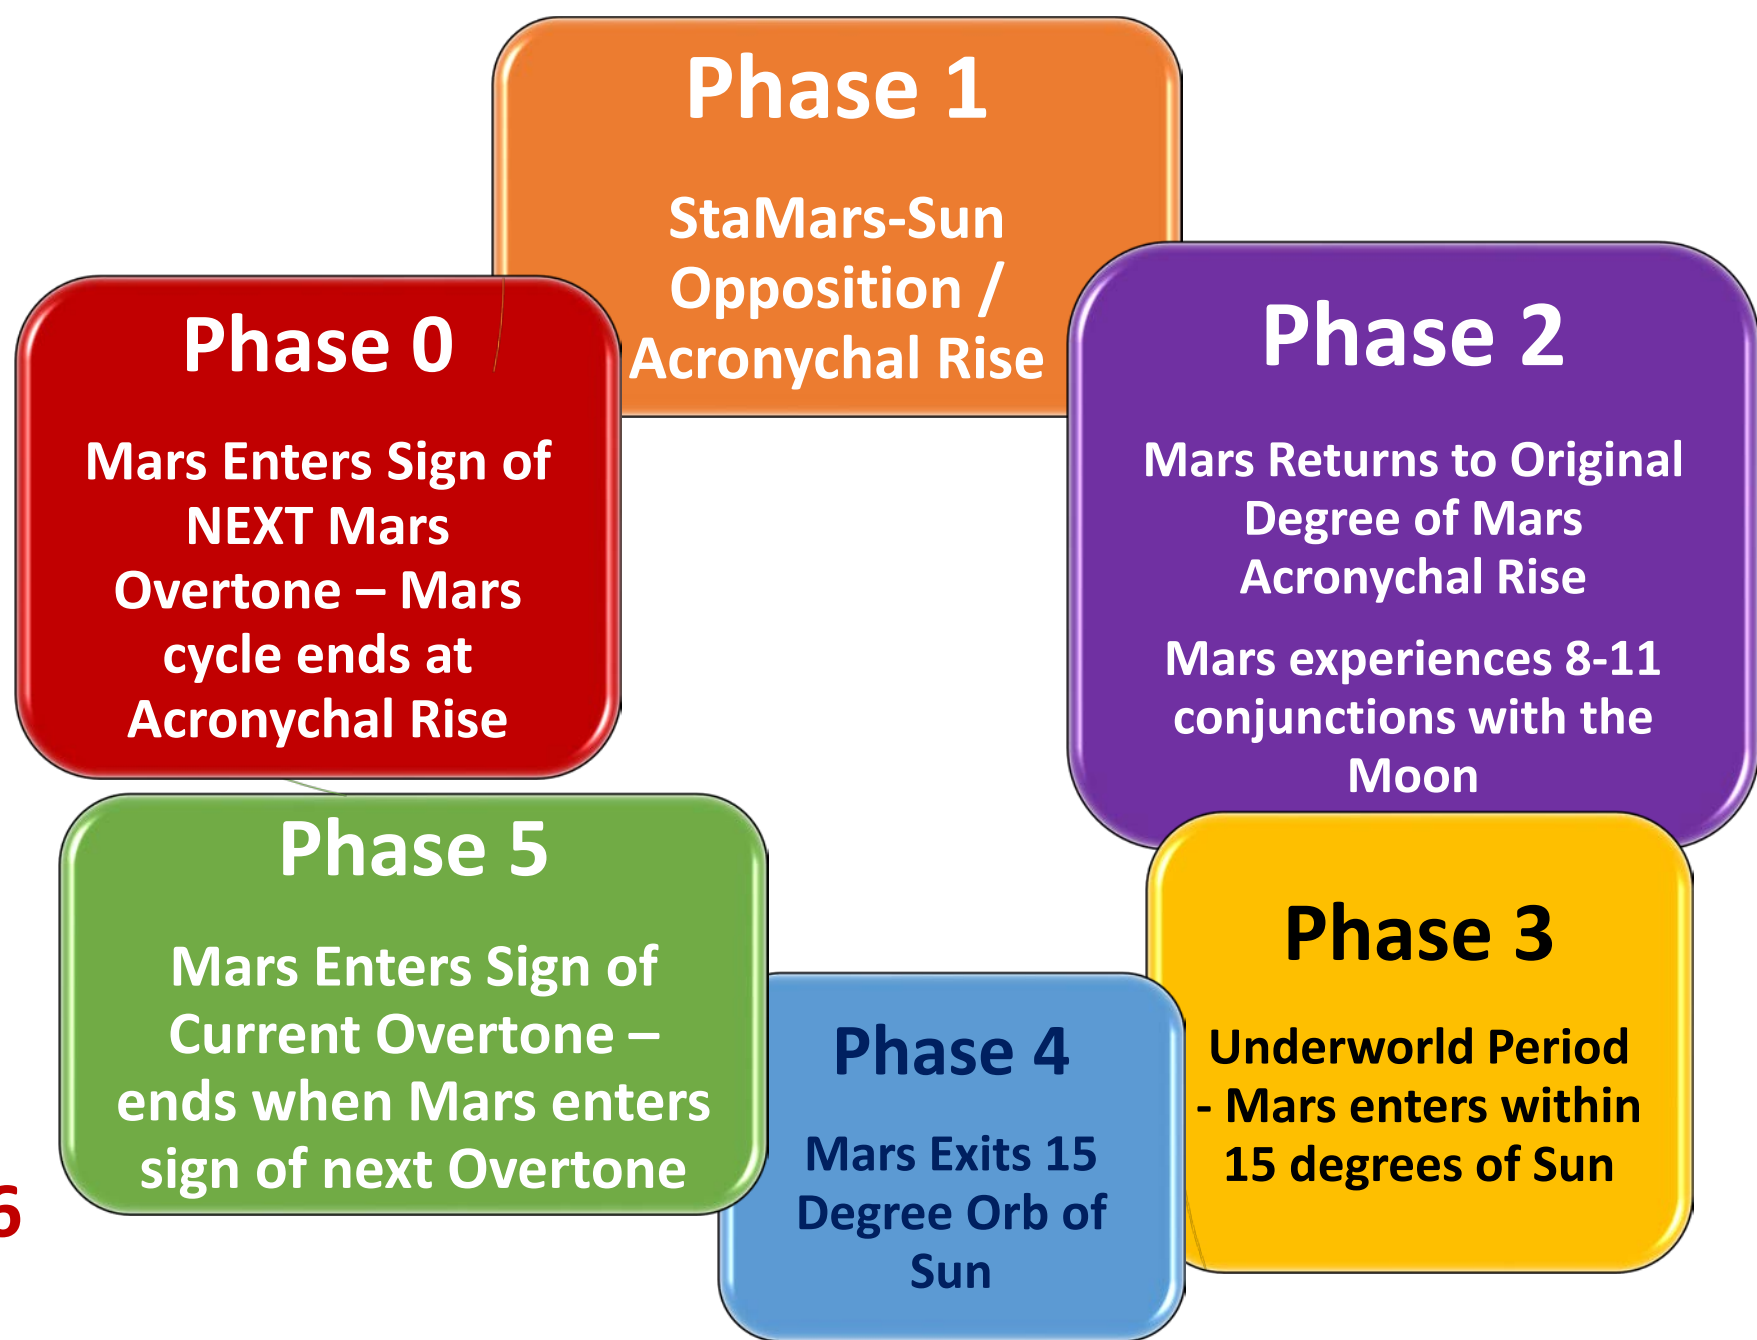 Phase 1
StaMars-Sun
Opposition /
Acronychal Rise
Phase 2
Mars Returns to Original
Degree of Mars
Acronychal Rise
Mars experiences 8-11
conjunctions with the
Moon
Phase 3
Underworld Period
- Mars enters within
15 degrees of Sun
Phase 4
Mars Exits 15
Degree Orb of
Sun
Phase 5
Mars Enters Sign of
Current Overtone –
ends when Mars enters
sign of next Overtone
Phase 0
Mars Enters Sign of
NEXT Mars
Overtone – Mars
cycle ends at
Acronychal Rise
6